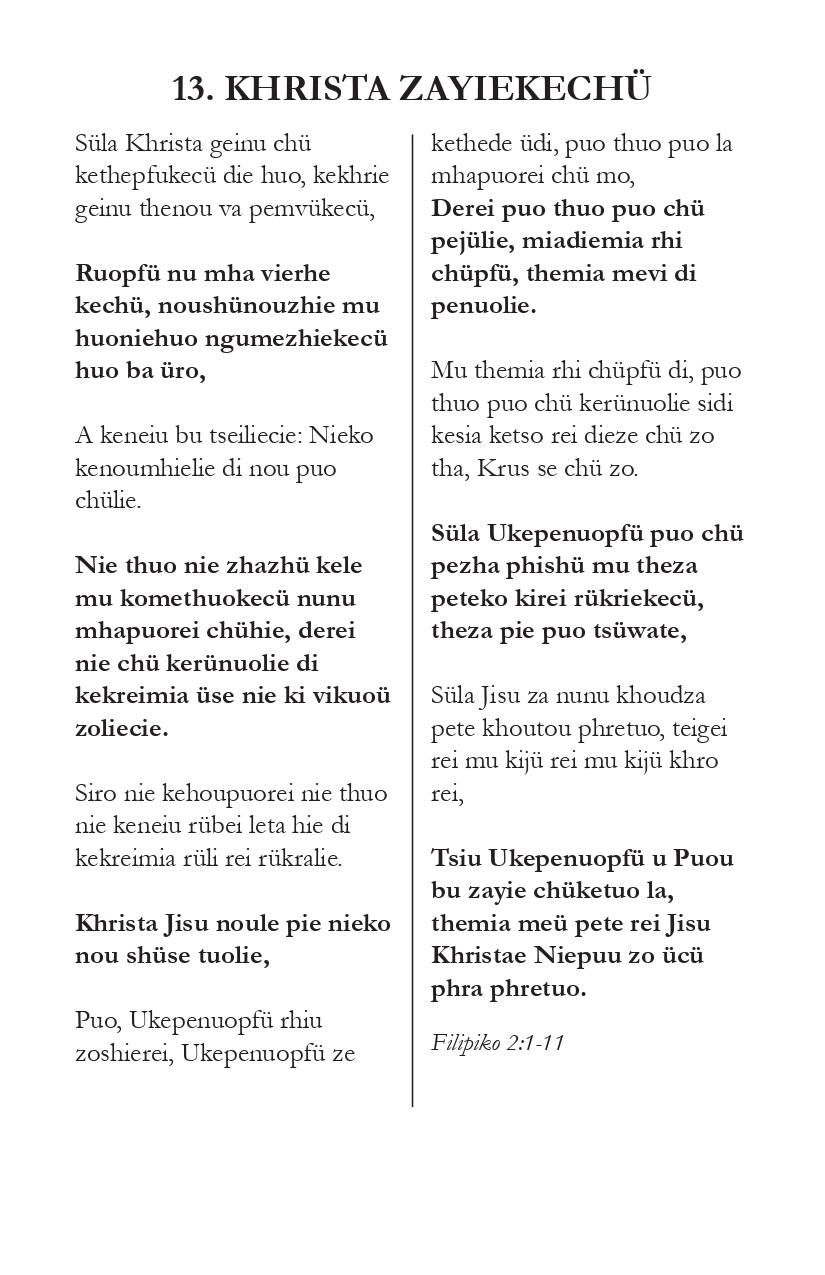 13. KHRISTA ZAYIEKECHÜ
Süla Khrista geinu chü
kethepfukecü die huo, kekhrie
geinu thenou va pemvükecü,
Ruopfü nu mha vierhe
kechü, noushünouzhie mu
huoniehuo ngumezhiekecü
huo ba üro,
A keneiu bu tseiliecie: Nieko
kenoumhielie di nou puo
chülie.
Nie thuo nie zhazhü kele
mu komethuokecü nunu
mhapuorei chühie, derei
nie chü kerünuolie di
kekreimia üse nie ki vikuoü
zoliecie.
Siro nie kehoupuorei nie thuo
nie keneiu rübei leta hie di
kekreimia rüli rei rükralie.
Khrista Jisu noule pie nieko
nou shüse tuolie,
Puo, Ukepenuopfü rhiu
zoshierei, Ukepenuopfü ze
kethede üdi, puo thuo puo la
mhapuorei chü mo,
Derei puo thuo puo chü
pejülie, miadiemia rhi
chüpfü, themia mevi di
penuolie.
Mu themia rhi chüpfü di, puo
thuo puo chü kerünuolie sidi
kesia ketso rei dieze chü zo
tha, Krus se chü zo.
Süla Ukepenuopfü puo chü
pezha phishü mu theza
peteko kirei rükriekecü,
theza pie puo tsüwate,
Süla Jisu za nunu khoudza
pete khoutou phretuo, teigei
rei mu kijü rei mu kijü khro
rei,
Tsiu Ukepenuopfü u Puou
bu zayie chüketuo la,
themia meü pete rei Jisu
Khristae Niepuu zo ücü
phra phretuo.
Filipiko 2:1-11